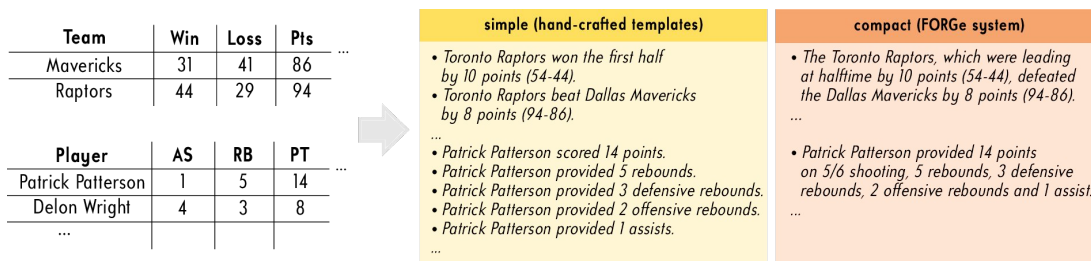 Team Win Loss Pts ...
Mavericks 31 41 86
Raptors 44 29 94
Player AS RB PT ...
Patrick Patterson 1 5 14
Delon Wright 4 3 8
...
simple (hand-crafted templates)
• Toronto Raptors won the first half
by 10 points (54-44).
• Toronto Raptors beat Dallas Mavericks
by 8 points (94-86).
...
• Patrick Patterson scored 14 points.
• Patrick Patterson provided 5 rebounds.
• Patrick Patterson provided 3 defensive rebounds.
• Patrick Patterson provided 2 offensive rebounds.
• Patrick Patterson provided 1 assists.
...
compact (FORGe system)
• The Toronto Raptors, which were leading
at halftime by 10 points (54-44), defeated
the Dallas Mavericks by 8 points (94-86).
...
• Patrick Patterson provided 14 points
on 5/6 shooting, 5 rebounds, 3 defensive
rebounds, 2 offensive rebounds and 1 assist.
...